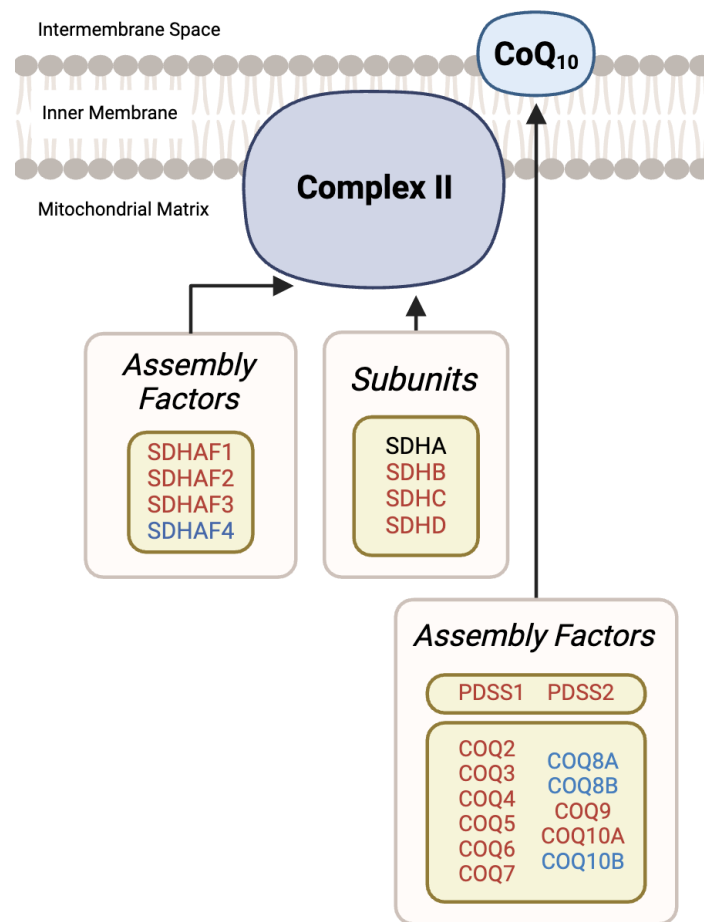 Intermembrane Space
CoQ10
Inner Membrane
Complex II
Mitochondrial Matrix
Assembly
Factors
SDHAF1
SDHAF2
SDHAF3
SDHAF4
Subunits
SDHA
SDHB
SDHC
SDHD
Assembly Factors
PDSS1 PDSS2
COQ2
COQ3
COQ4
COQ5
COQ6
COQ7
COQ8A
COQ8B
COQ9
COQ10A
COQ10B